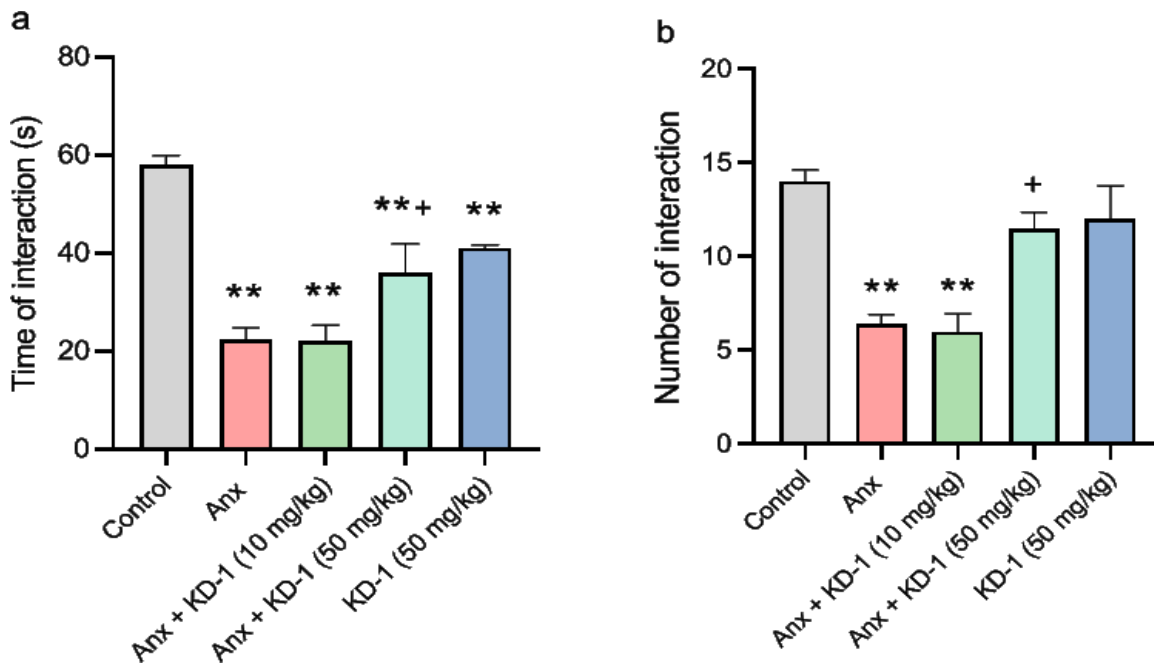 a
Time of interaction (s)
80
60
40
20
0
**
**
**+
**
Control
Anx
Anx + KD-1 (10 mg/kg)
Anx + KD-1 (50 mg/kg)
KD-1 (50 mg/kg)
b
Number of interaction
20
15
10
5
0
**
**
+
Control
Anx
Anx + KD-1 (10 mg/kg)
Anx + KD-1 (50 mg/kg)
KD-1 (50 mg/kg)